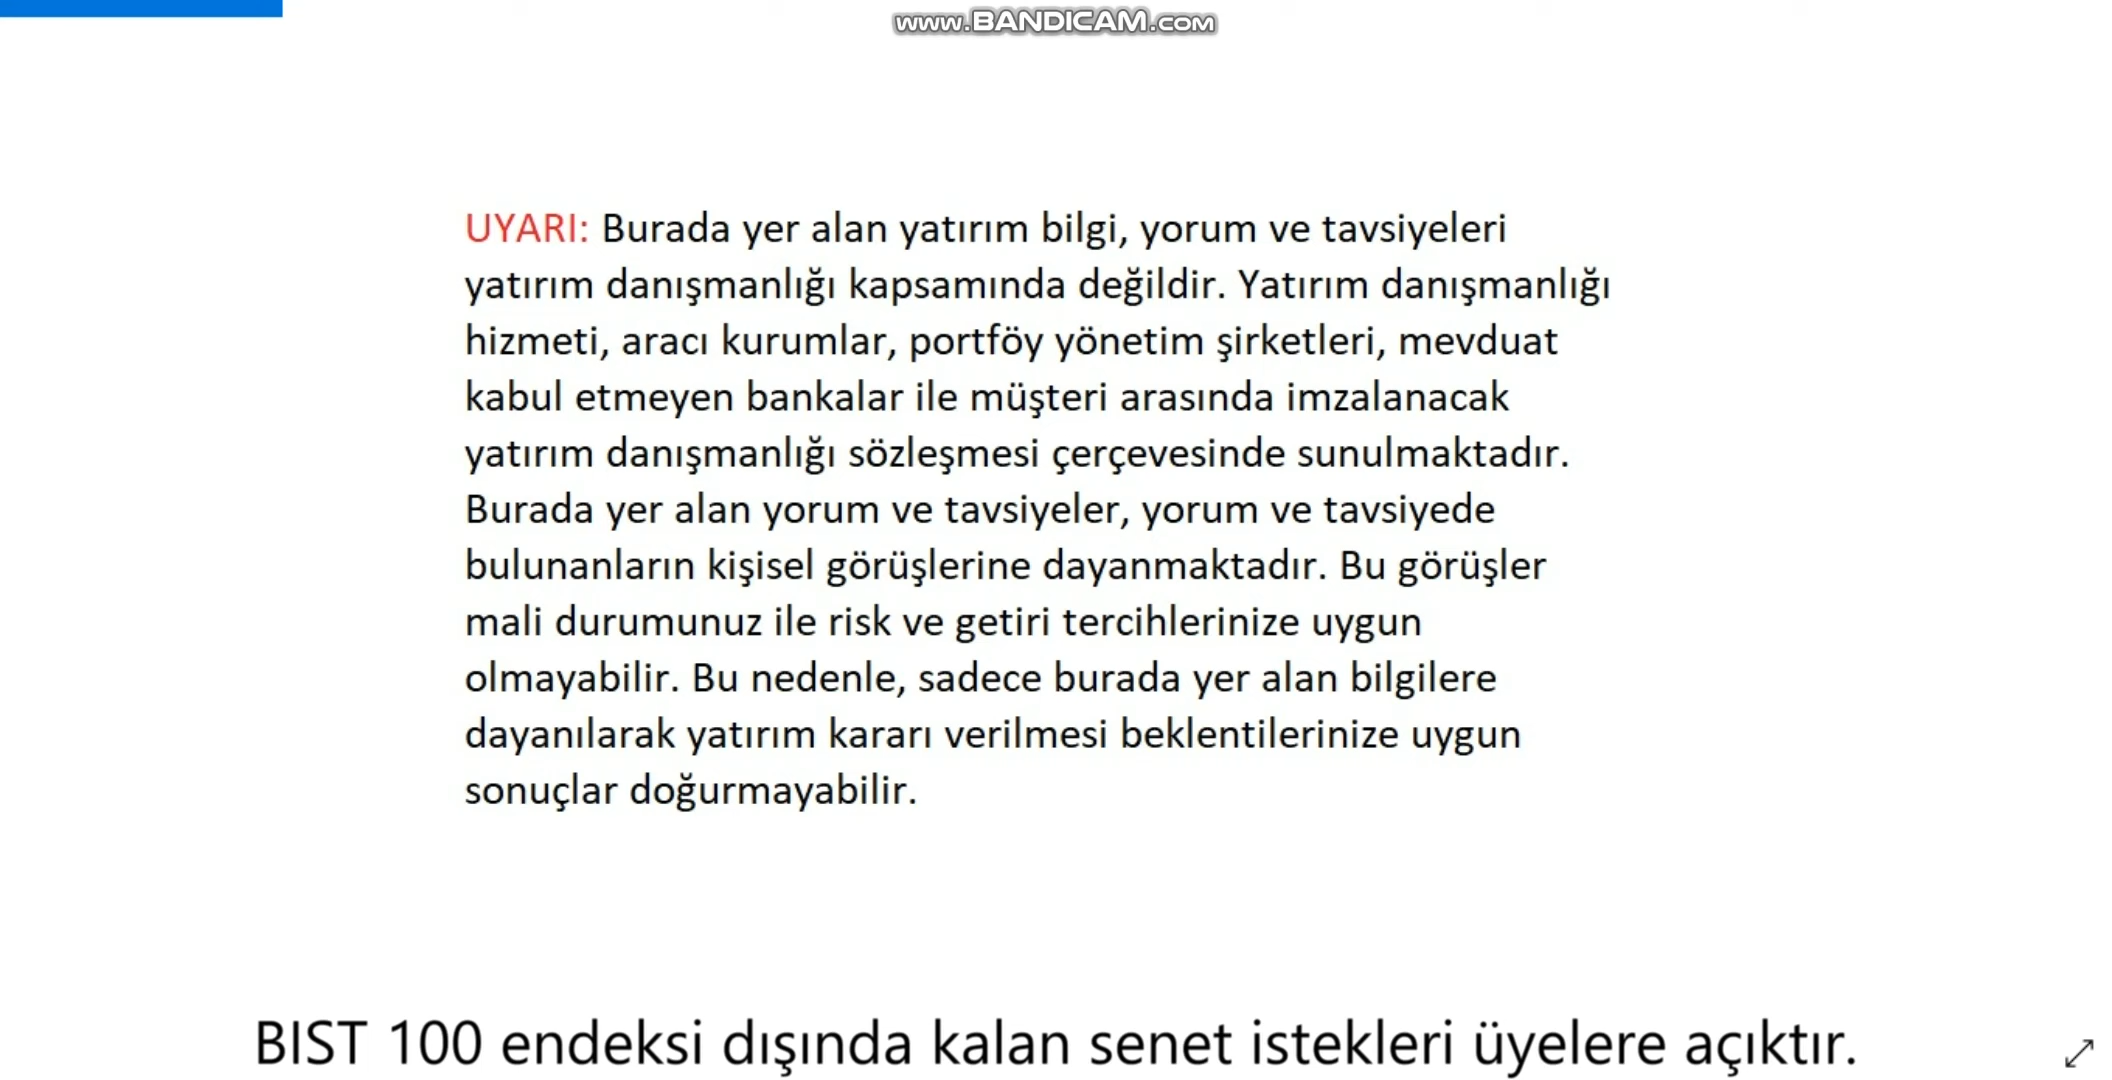 www.BANDICAM.com
UYARI: Burada yer alan yatırım bilgi, yorum ve tavsiyeleri
yatırım danışmanlığı kapsamında değildir. Yatırım danışmanlığı
hizmeti, aracı kurumlar, portföy yönetim şirketleri, mevduat
kabul etmeyen bankalar ile müşteri arasında imzalanacak
yatırım danışmanlığı sözleşmesi çerçevesinde sunulmaktadır.
Burada yer alan yorum ve tavsiyeler, yorum ve tavsiyede
bulunanların kişisel görüşlerine dayanmaktadır. Bu görüşler
mali durumunuz ile risk ve getiri tercihlerinize uygun
olmayabilir. Bu nedenle, sadece burada yer alan bilgilere
dayanılarak yatırım kararı verilmesi beklentilerinize uygun
sonuçlar doğurmayabilir.
BIST 100 endeksi dışında kalan senet istekleri üyelere açıktır.